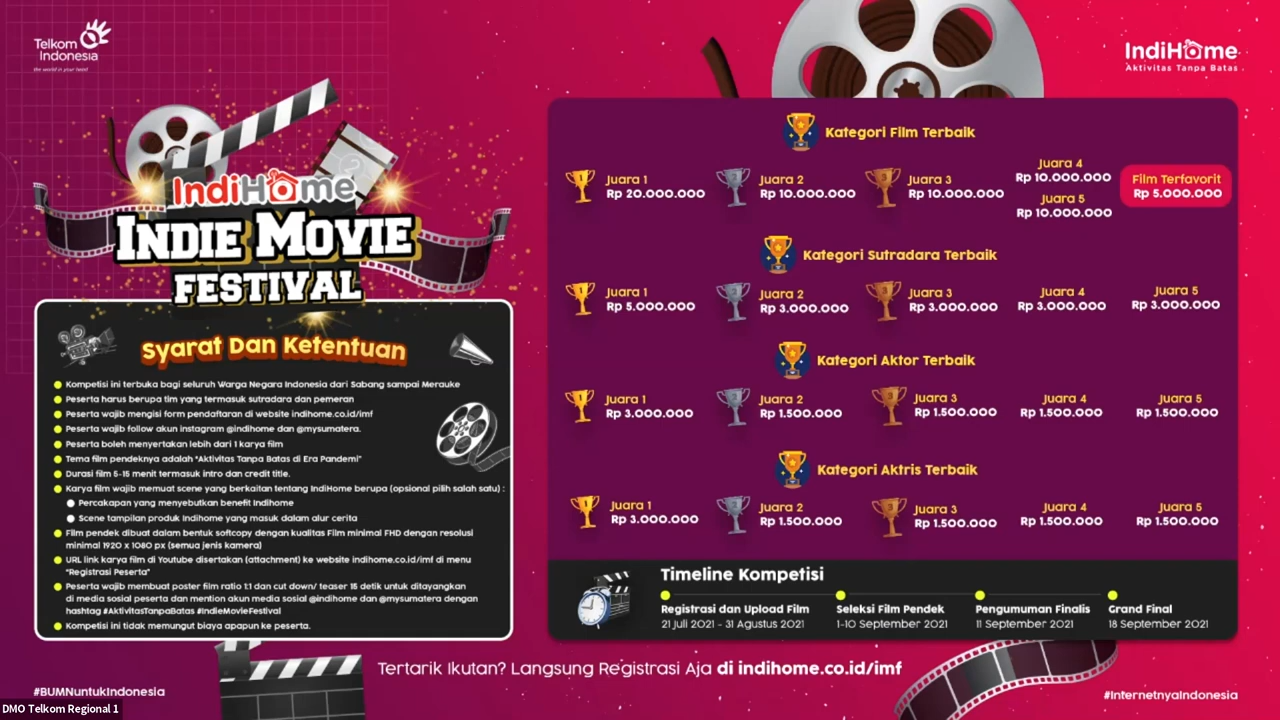 Telkom
Indonesia
the world in your hand
IndiHome
Aktivitas Tanpa Batas
IndiHome
INDIE MOVIE
FESTIVAL
Syarat Dan Ketentuan
Kompetisi ini terbuka bagi seluruh Warga Negara Indonesia dari Sabang sampai Merauke
Peserta harus berupa tim yang termasuk sutradara dan pemeran
Peserta wajib mengisi form pendaftaran di website indihome.co.id/imf
Peserta wajib follow akun instagram @indihome dan @mysumatera.
Peserta boleh menyertakan lebih dari 1 karya film
Tema film pendeknya adalah "Aktivitas Tanpa Batas di Era Pandemi"
Durasi film 5-15 menit termasuk intro dan credit title.
Karya film wajib memuat scene yang berkaitan tentang IndiHome berupa (opsional pilih salah satu) :
Percakapan yang menyebutkan benefit Indihome
Scene tampilan produk Indihome yang masuk dalam alur cerita
Film pendek dibuat dalam bentuk softcopy dengan kualitas Film minimal FHD dengan resolusi
minimal 1920 x 1080 px (semua jenis kamera)
URL link karya film di Youtube disertakan (attachment) ke website indihome.co.id/imf di menu
"Registrasi Peserta"
Peserta wajib membuat poster film ratio 1:1 dan cut down/ teaser 15 detik untuk ditayangkan
di media sosial peserta dan mention akun media sosial @indihome dan @mysumatera dengan
hashtag #AktivitasTanpaBatas #IndieMovieFestival
Kompetisi ini tidak memungut biaya apapun ke peserta.
Kategori Film Terbaik
1 Juara 1
Rp 20.000.000
2 Juara 2
Rp 10.000.000
3 Juara 3
Rp 10.000.000
Juara 4
Rp 10.000.000
Juara 5
Rp 10.000.000
Film Terfavorit
Rp 5.000.000
Kategori Sutradara Terbaik
1 Juara 1
Rp 5.000.000
2 Juara 2
Rp 3.000.000
3 Juara 3
Rp 3.000.000
Juara 4
Rp 3.000.000
Juara 5
Rp 3.000.000
Kategori Aktor Terbaik
1 Juara 1
Rp 3.000.000
2 Juara 2
Rp 1.500.000
3 Juara 3
Rp 1.500.000
Juara 4
Rp 1.500.000
Juara 5
Rp 1.500.000
Kategori Aktris Terbaik
1 Juara 1
Rp 3.000.000
2 Juara 2
Rp 1.500.000
3 Juara 3
Rp 1.500.000
Juara 4
Rp 1.500.000
Juara 5
Rp 1.500.000
Timeline Kompetisi
Registrasi dan Upload Film
21 Juli 2021 - 31 Agustus 2021
Seleksi Film Pendek
1-10 September 2021
Pengumuman Finalis
11 September 2021
Grand Final
18 September 2021
Tertarik Ikutan? Langsung Registrasi Aja di indihome.co.id/imf
#BUMNuntukIndonesia
#InternetnyaIndonesia
DMO Telkom Regional 1